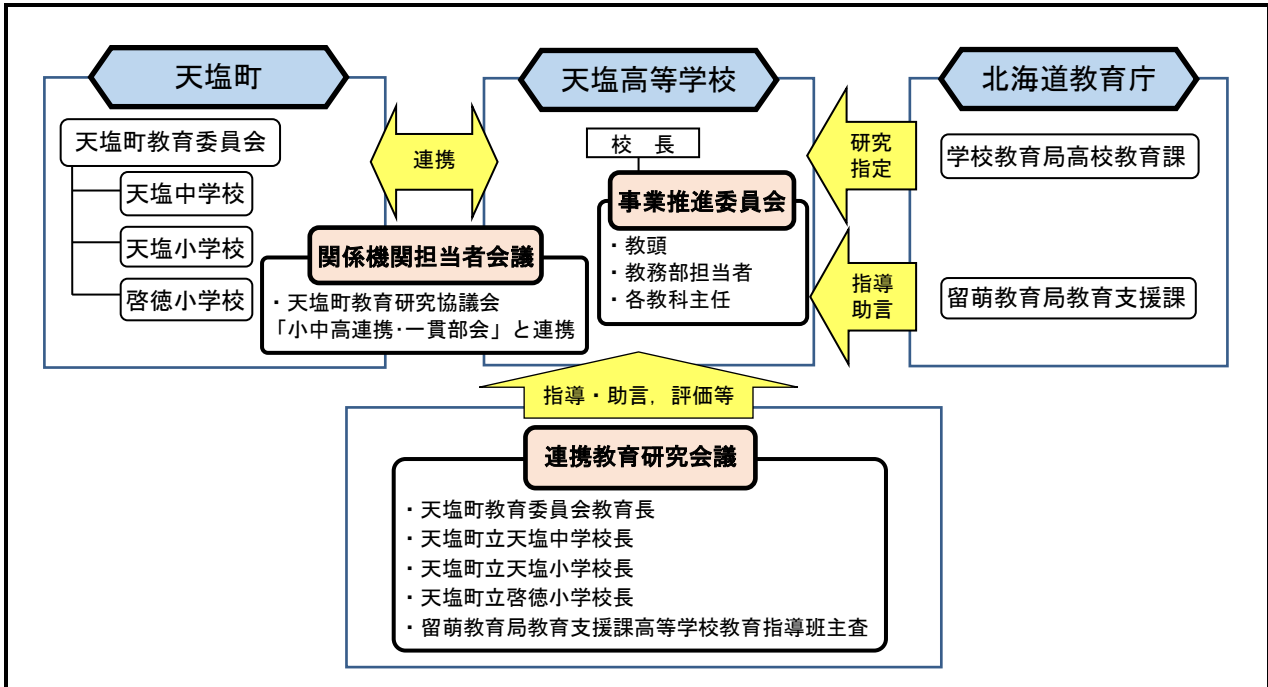 天塩町
天塩町教育委員会
天塩中学校
天塩小学校
啓徳小学校
連携
関係機関担当者会議
・天塩町教育研究協議会
「小中高連携・一貫部会」と連携
天塩高等学校
校　長
事業推進委員会
・教頭
・教務部担当者
・各教科主任
研究
指定
指導
助言
北海道教育庁
学校教育局高校教育課
留萌教育局教育支援課
指導・助言，評価等
連携教育研究会議
・天塩町教育委員会教育長
・天塩町立天塩中学校長
・天塩町立天塩小学校長
・天塩町立啓徳小学校長
・留萌教育局教育支援課高等学校教育指導班主査